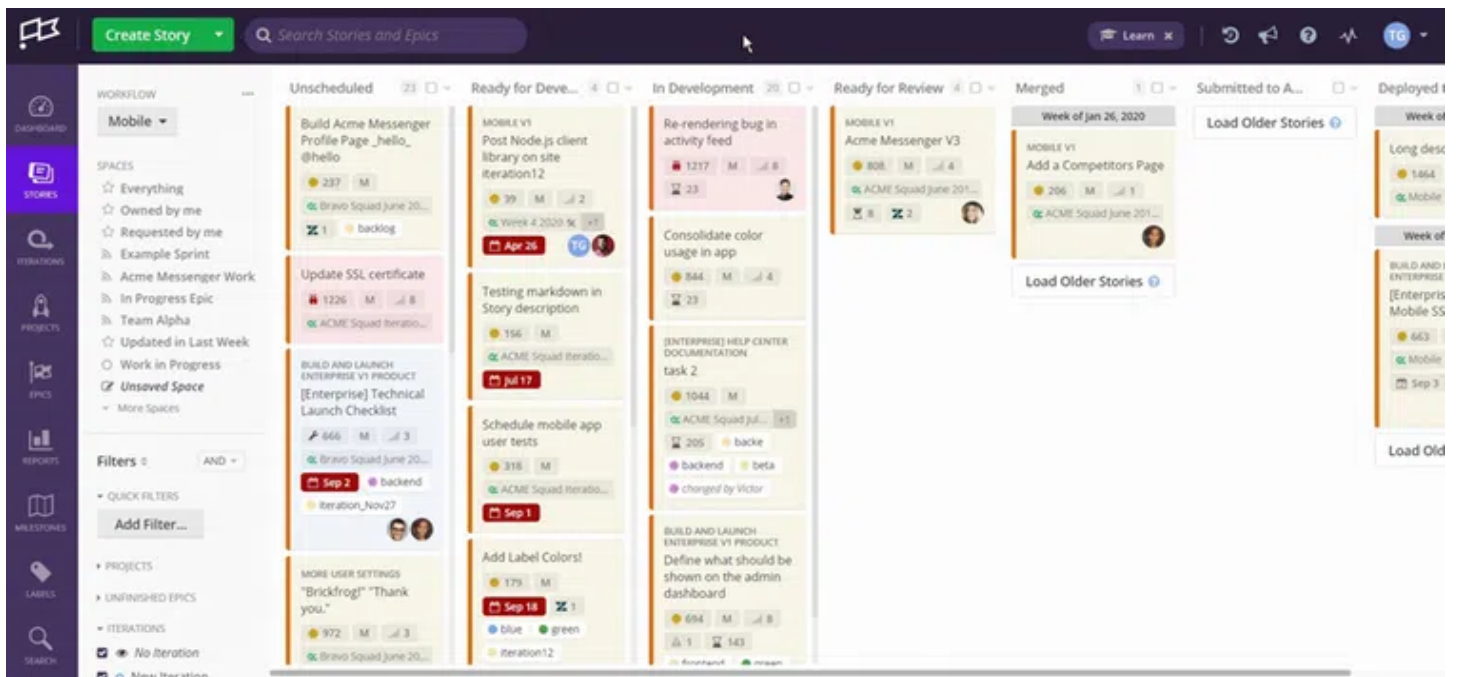 Create Story
Search Stories and Epics
Learn x
TG
DASHBOARD
STORIES
ITERATIONS
PROJECTS
EPICS
REPORTS
MILESTONES
LABELS
SEARCH
WORKFLOW
Mobile
SPACES
Everything
Owned by me
Requested by me
Example Sprint
Acme Messenger Work
In Progress Epic
Team Alpha
Updated in Last Week
Work in Progress
Unsaved Space
More Spaces
Filters
AND
QUICK FILTERS
Add Filter...
PROJECTS
UNFINISHED EPICS
ITERATIONS
No Iteration
New Iteration
Unscheduled 23
Build Acme Messenger
Profile Page _hello_
@hello
237 M
Bravo Squad June 20...
Z 1 backlog
Update SSL certificate
1226 M 8
ACME Squad Iteratio...
BUILD AND LAUNCH
ENTERPRISE V1 PRODUCT
[Enterprise] Technical
Launch Checklist
666 M 3
Bravo Squad June 20...
Sep 2 backend
iteration_Nov27
MORE USER SETTINGS
"Brickfrog!" "Thank
you."
972 M 3
Bravo Squad June 20...
Ready for Deve... 4
MOBILE V1
Post Node.js client
library on site
iteration12
39 M 2
Week 4 2020 +1
Apr 26 TG
Testing markdown in
Story description
156 M
ACME Squad Iteratio...
Jul 17
Schedule mobile app
user tests
318 M
ACME Squad Iteratio...
Sep 1
Add Label Colors!
179 M
Sep 18 Z 1
blue green
iteration12
In Development 20
Re-rendering bug in
activity feed
1217 M 8
23
Consolidate color
usage in app
844 M 4
23
[ENTERPRISE] HELP CENTER
DOCUMENTATION
task 2
1044 M
ACME Squad Jul... +1
205 backe
backend beta
changed by Victor
BUILD AND LAUNCH
ENTERPRISE V1 PRODUCT
Define what should be
shown on the admin
dashboard
694 M 8
1 143
frontend green
Ready for Review 4
MOBILE V1
Acme Messenger V3
808 M 4
ACME Squad June 201...
8 Z 2
Merged 1
Week of Jan 26, 2020
MOBILE V1
Add a Competitors Page
206 M 1
ACME Squad June 201...
Load Older Stories
Submitted to A...
Load Older Stories
Deployed t
Week of
Long desc
1464
Mobile
Week of
BUILD AND
ENTERPRIS
[Enterpris
Mobile SS
663
Mobile
Sep 3
Load Old